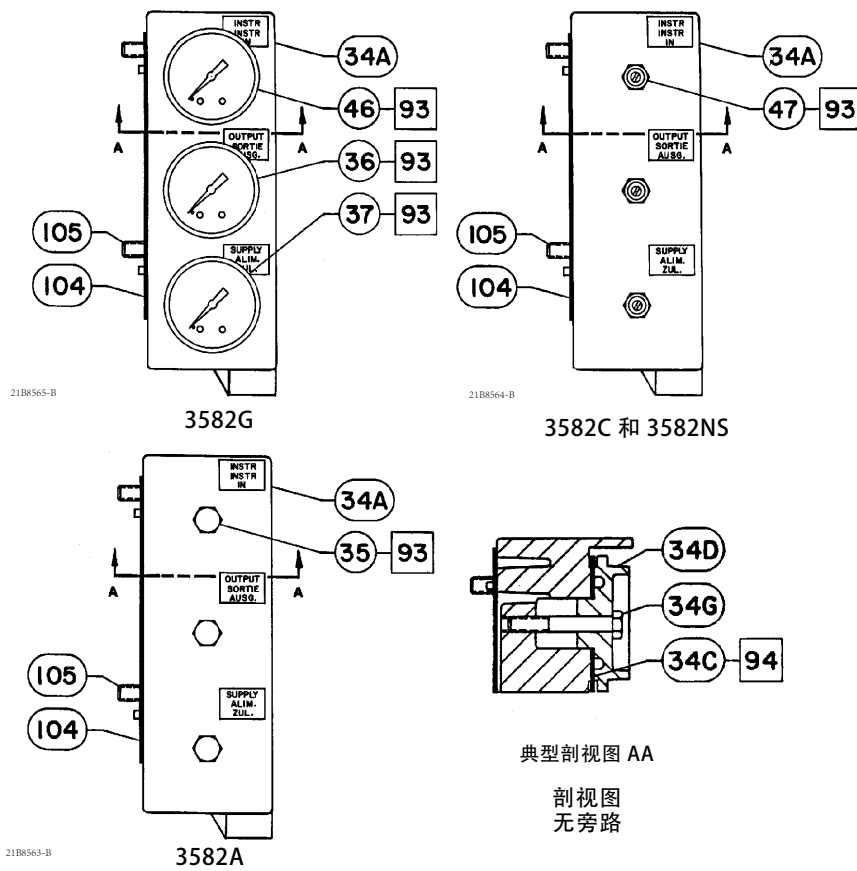 INSTR
INSTR
IN
34A
46 93
A A
OUTPUT
SORTIE
AUSG.
36 93
37 93
105
SUPPLY
ALIM.
ZUL.
104
21B8565-B
3582G
INSTR
INSTR
IN
34A
47 93
A A
OUTPUT
SORTIE
AUSG.
105
SUPPLY
ALIM.
ZUL.
104
21B8564-B
3582C 和 3582NS
INSTR
INSTR
IN
34A
35 93
A A
OUTPUT
SORTIE
AUSG.
105
SUPPLY
ALIM.
ZUL.
104
21B8563-B
3582A
34D
34G
34C 94
典型剖视图 AA
剖视图
无旁路